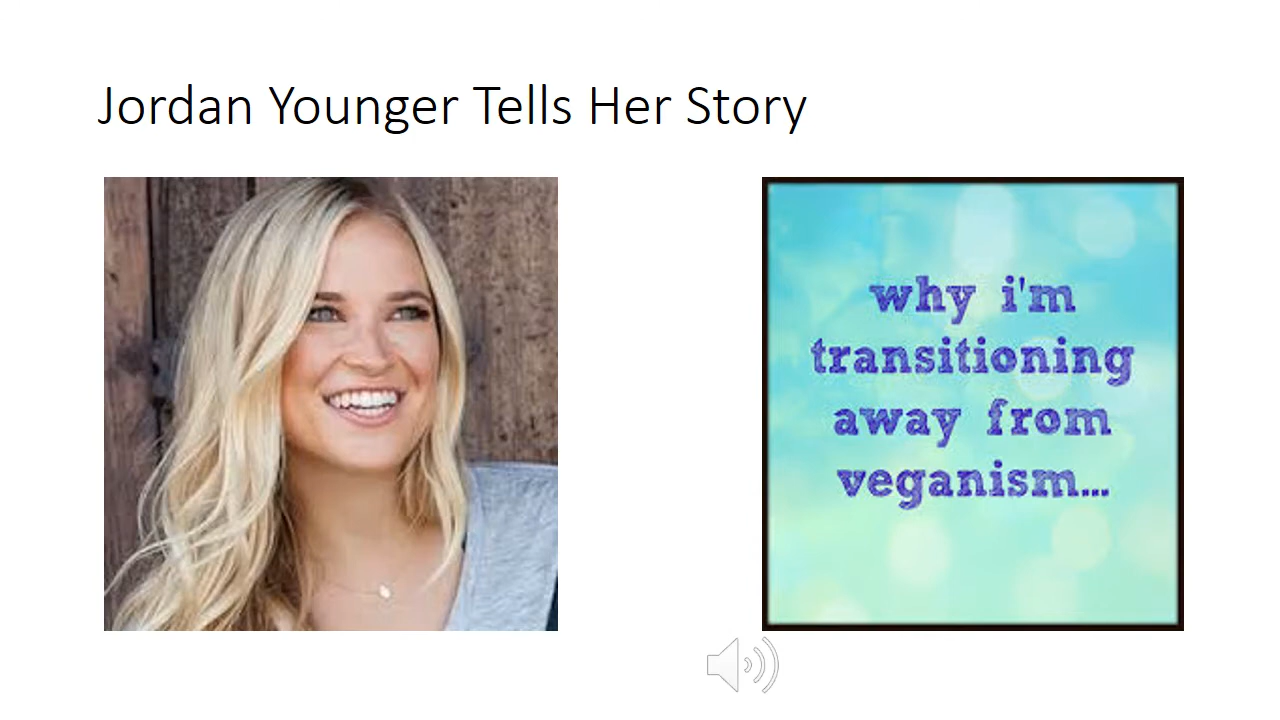 Jordan Younger Tells Her Story
why i'm
transitioning
away from
veganism...